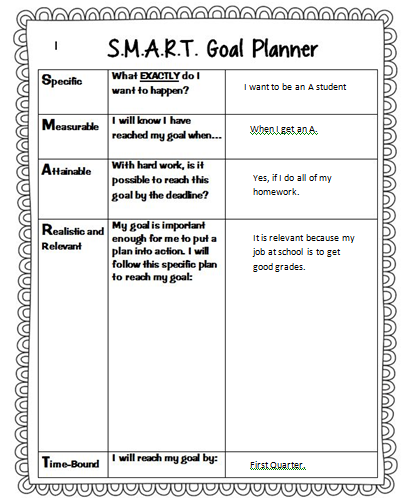 I
S.M.A.R.T. Goal Planner
Specific
What EXACTLY do I
want to happen?
I want to be an A student
Measurable
I will know I have
reached my goal when...
When I get an A.
Attainable
With hard work, is it
possible to reach this
goal by the deadline?
Yes, if I do all of my
homework.
Realistic and
Relevant
My goal is important
enough for me to put a
plan into action. I will
follow this specific plan
to reach my goal:
It is relevant because my
job at school is to get
good grades.
Time-Bound
I will reach my goal by:
First Quarter.